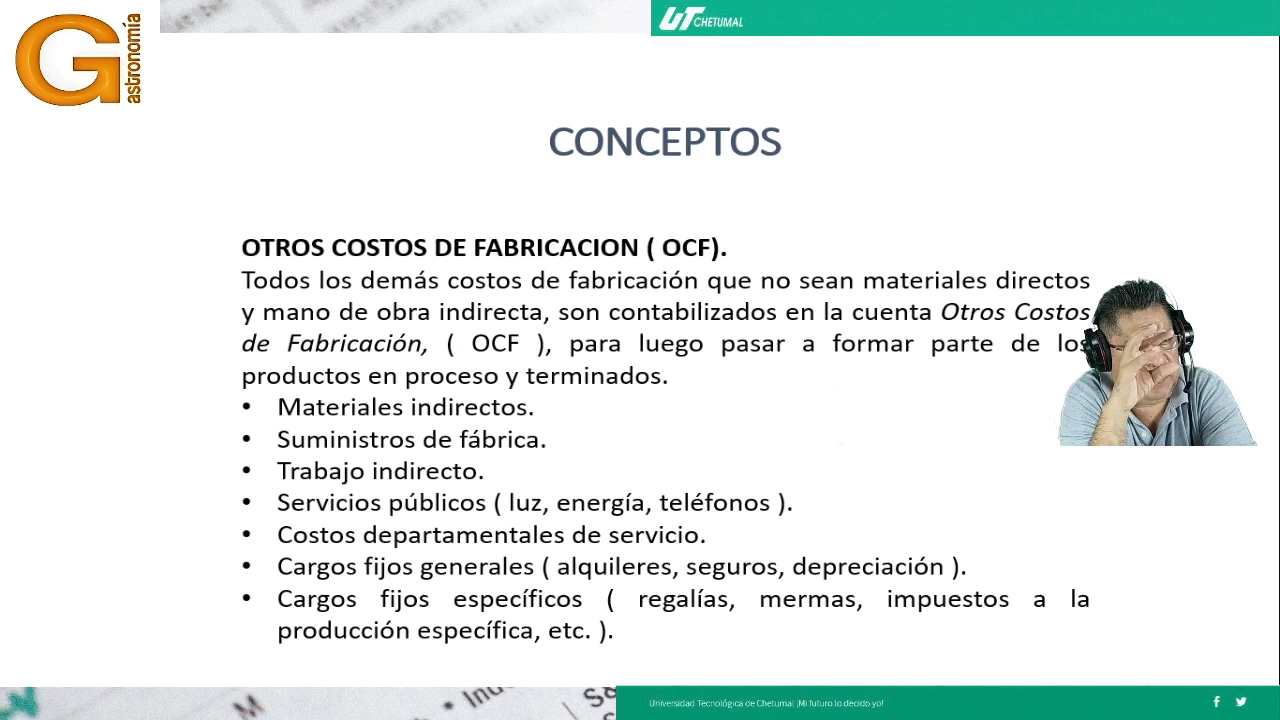 Gastronomía
UT CHETUMAL
CONCEPTOS
OTROS COSTOS DE FABRICACION ( OCF).
Todos los demás costos de fabricación que no sean materiales directos
y mano de obra indirecta, son contabilizados en la cuenta Otros Costos
de Fabricación, ( OCF ), para luego pasar a formar parte de los
productos en proceso y terminados.
• Materiales indirectos.
• Suministros de fábrica.
• Trabajo indirecto.
• Servicios públicos ( luz, energía, teléfonos ).
• Costos departamentales de servicio.
• Cargos fijos generales ( alquileres, seguros, depreciación ).
• Cargos fijos específicos ( regalías, mermas, impuestos a la
producción específica, etc. ).
Universidad Tecnológica de Chetumal ¡Mi futuro lo decido yo!